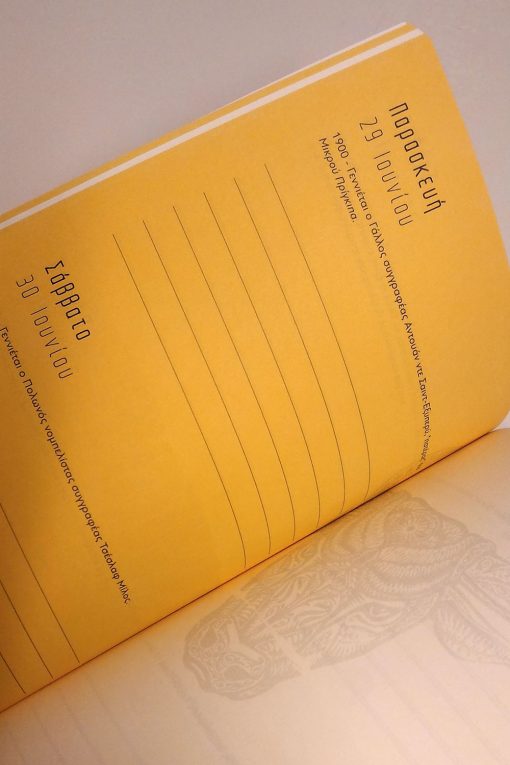 Παρασκευή
29 Ιουνίου
1900 - Γεννιέται ο Γάλλος συγγραφέας Αντουάν ντε Σαιντ-Εξυπερύ,
Μικρού Πρίγκιπα.
Σάββατο
30 Ιουνίου
Γεννιέται ο Πολωνός νομπελίστας συγγραφέας Τσέσλαφ Μίλος.